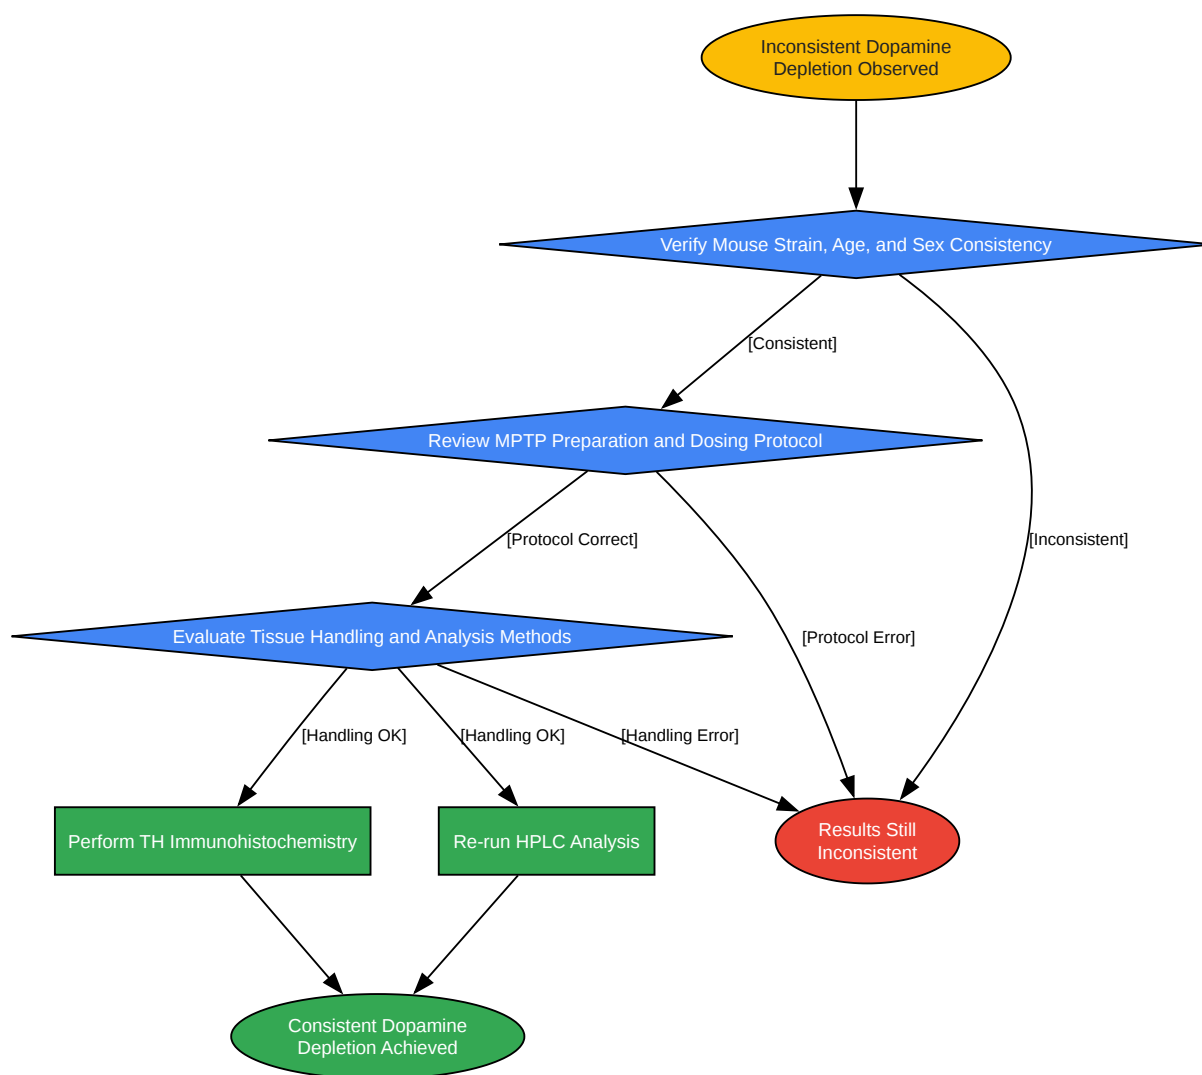 Inconsistent Dopamine
Depletion Observed
Verify Mouse Strain, Age, and Sex Consistency
[Consistent]
Review MPTP Preparation and Dosing Protocol
[Protocol Correct]
[Inconsistent]
Evaluate Tissue Handling and Analysis Methods
[Protocol Error]
[Handling OK]
[Handling OK]
[Handling Error]
Perform TH Immunohistochemistry
Re-run HPLC Analysis
Results Still
Inconsistent
Consistent Dopamine
Depletion Achieved